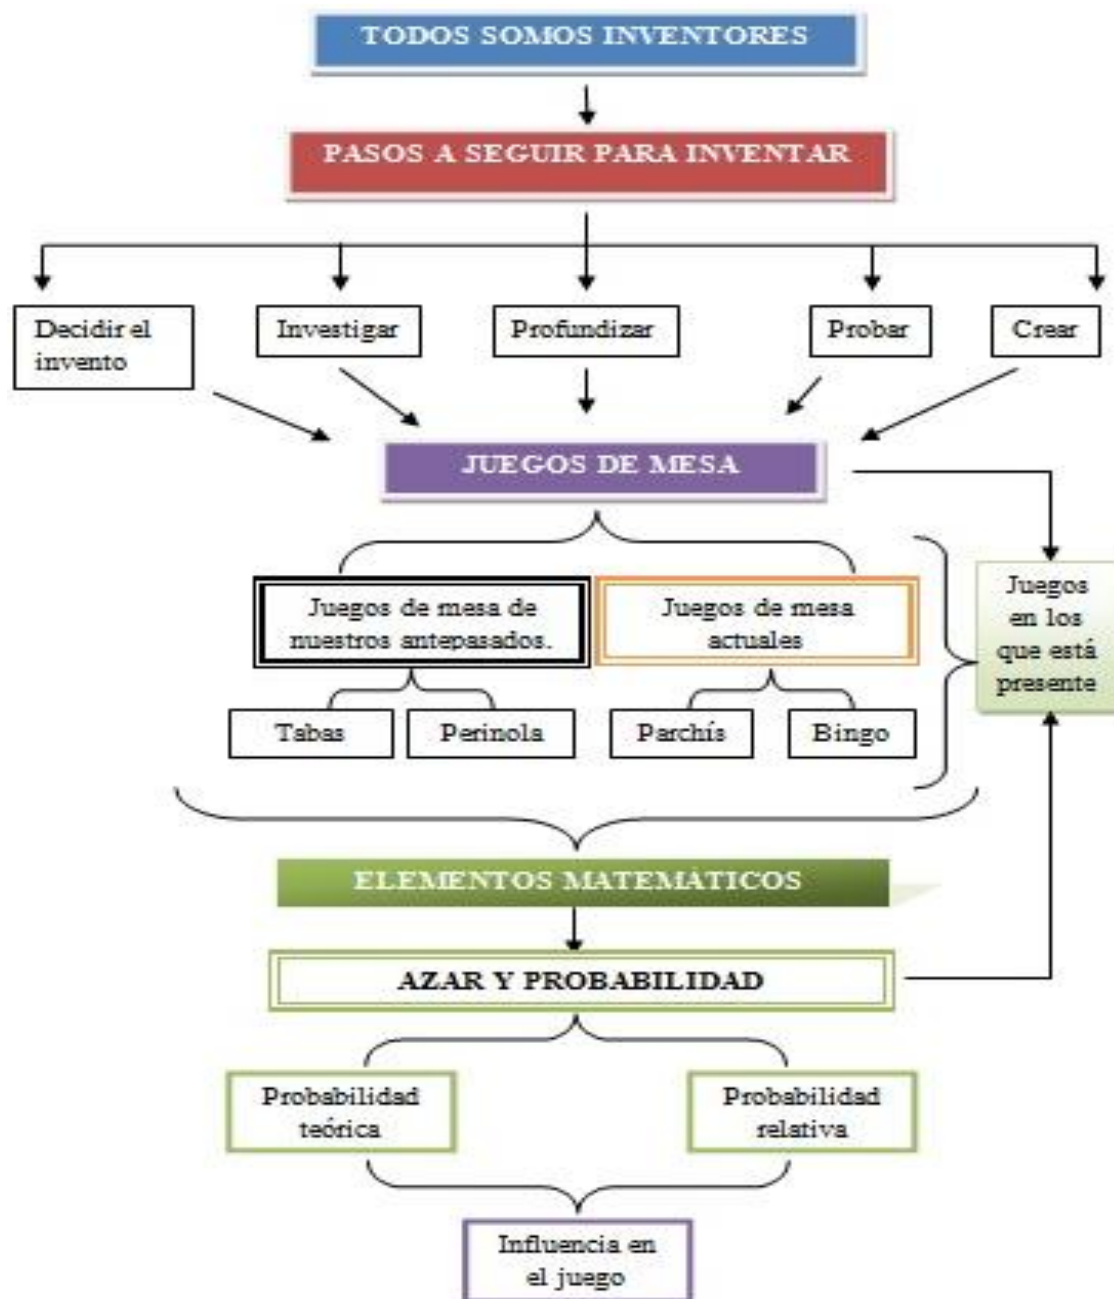 TODOS SOMOS INVENTORES
PASOS A SEGUIR PARA INVENTAR
Decidir el
invento
Investigar
Profundizar
Probar
Crear
JUEGOS DE MESA
Juegos de mesa de
nuestros antepasados.
Juegos de mesa
actuales
Juegos
en los
que está
presente
Tabas
Perinola
Parchís
Bingo
ELEMENTOS MATEMÁTICOS
AZAR Y PROBABILIDAD
Probabilidad
teórica
Probabilidad
relativa
Influencia en
el juego